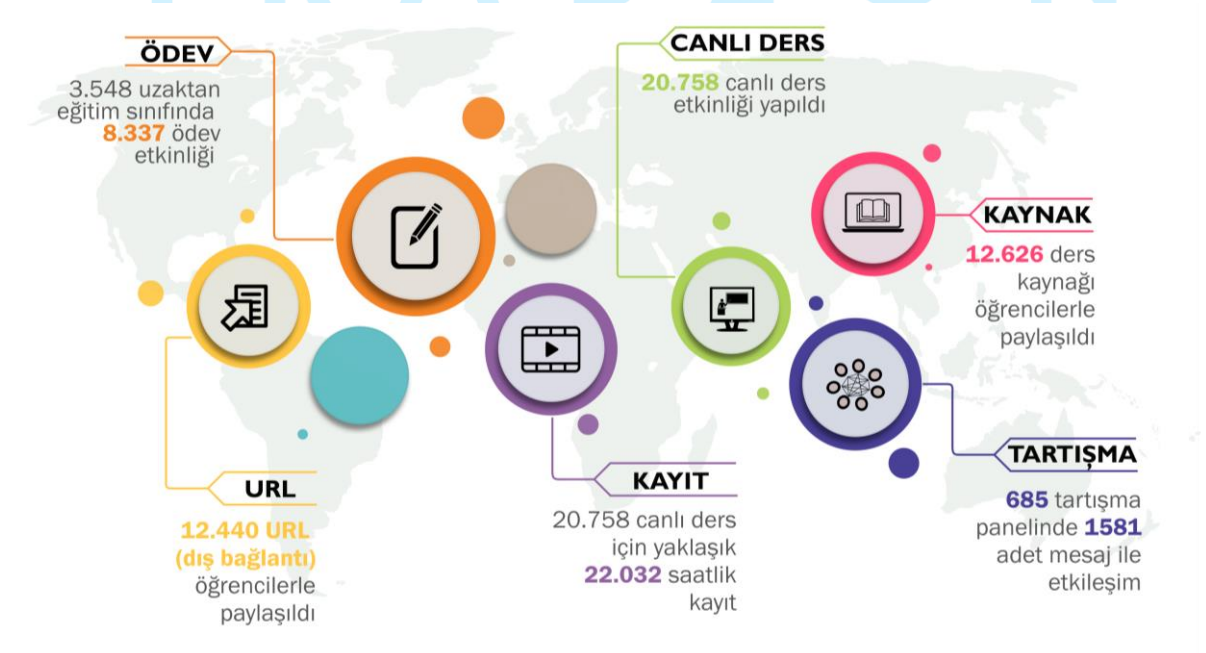 ÖDEV
3.548 uzaktan
eğitim sınıfında
8.337 ödev
etkinliği
CANLI DERS
20.758 canlı ders
etkinliği yapıldı
KAYNAK
12.626 ders
kaynağı
öğrencilerle
paylaşıldı
URL
12.440 URL
(dış bağlantı)
öğrencilerle
paylaşıldı
KAYIT
20.758 canlı ders
için yaklaşık
22.032 saatlik
kayıt
TARTIŞMA
685 tartışma
panelinde 1581
adet mesaj ile
etkileşim